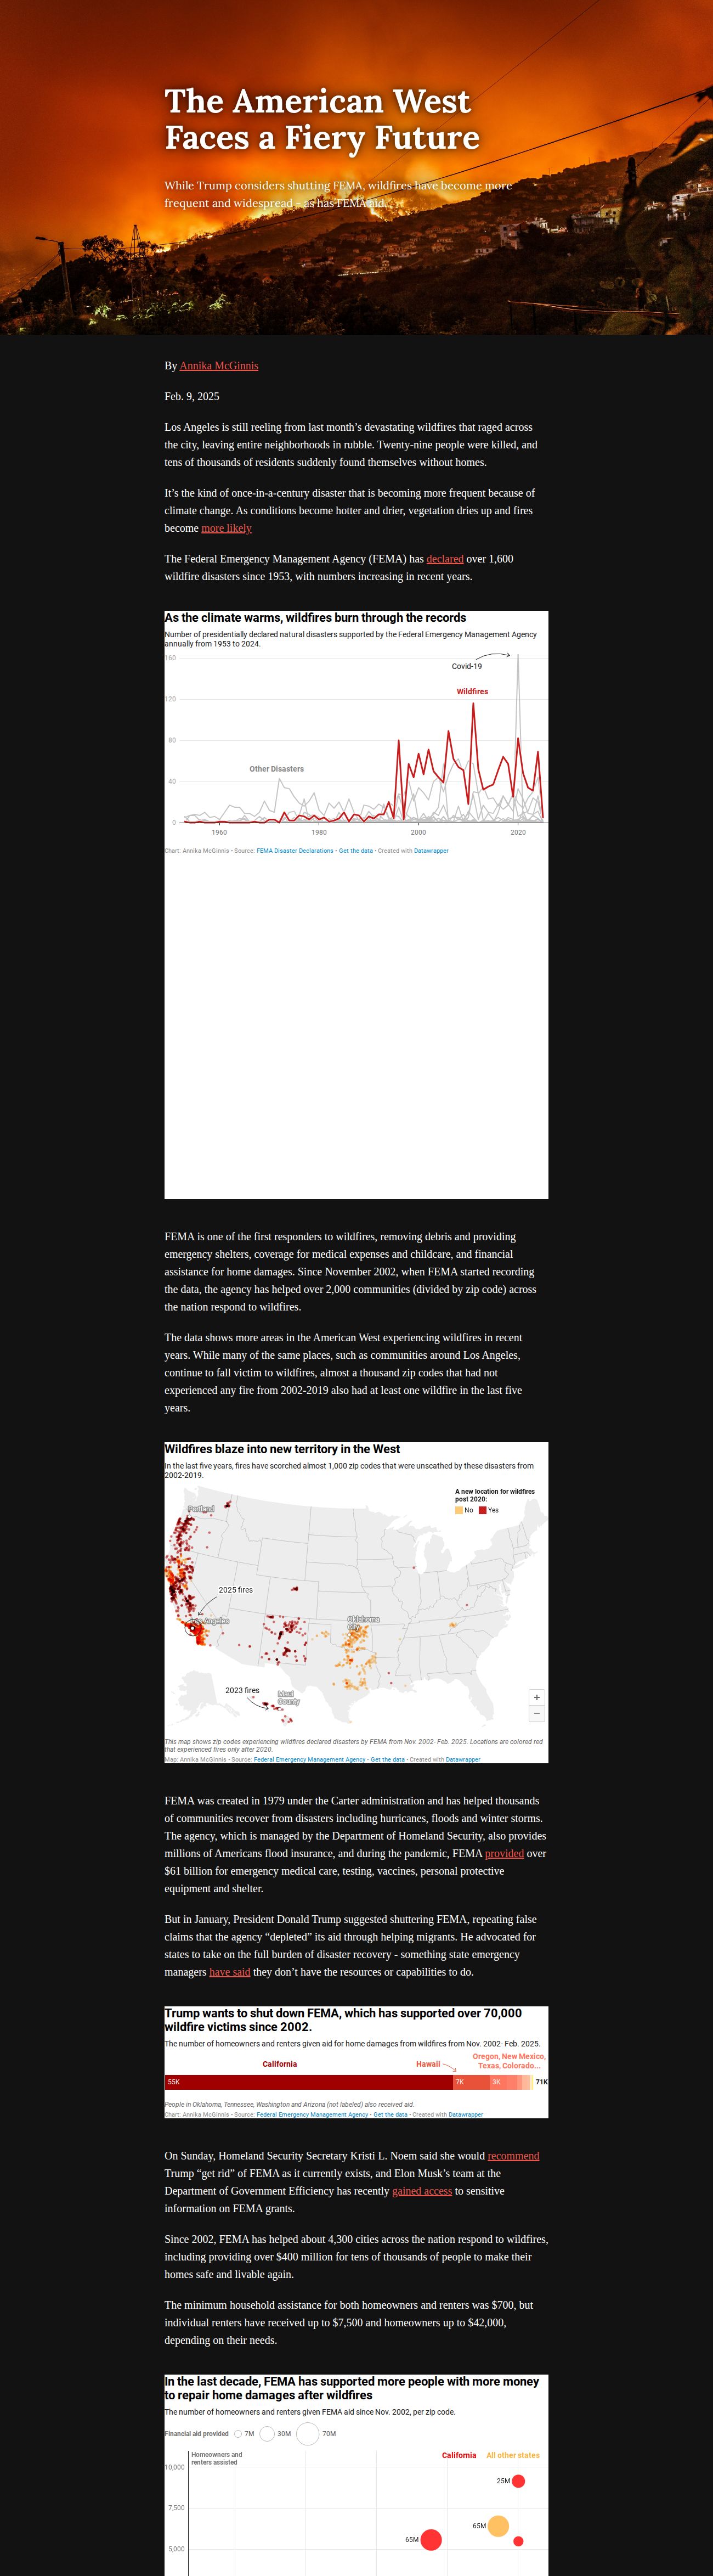 The American West
Faces a Fiery Future
While Trump considers shutting FEMA, wildfires have become more
frequent and widespread - as has FEMA aid.
By Annika McGinnis
Feb. 9, 2025
Los Angeles is still reeling from last month’s devastating wildfires that raged across
the city, leaving entire neighborhoods in rubble. Twenty-nine people were killed, and
tens of thousands of residents suddenly found themselves without homes.
It’s the kind of once-in-a-century disaster that is becoming more frequent because of
climate change. As conditions become hotter and drier, vegetation dries up and fires
become more likely
The Federal Emergency Management Agency (FEMA) has declared over 1,600
wildfire disasters since 1953, with numbers increasing in recent years.
As the climate warms, wildfires burn through the records
Number of presidentially declared natural disasters supported by the Federal Emergency Management Agency
annually from 1953 to 2024.
160
Covid-19
120
Wildfires
80
Other Disasters
40
0
1960 1980 2000 2020
Chart: Annika McGinnis • Source: FEMA Disaster Declarations • Get the data • Created with Datawrapper
FEMA is one of the first responders to wildfires, removing debris and providing
emergency shelters, coverage for medical expenses and childcare, and financial
assistance for home damages. Since November 2002, when FEMA started recording
the data, the agency has helped over 2,000 communities (divided by zip code) across
the nation respond to wildfires.
The data shows more areas in the American West experiencing wildfires in recent
years. While many of the same places, such as communities around Los Angeles,
continue to fall victim to wildfires, almost a thousand zip codes that had not
experienced any fire from 2002-2019 also had at least one wildfire in the last five
years.
Wildfires blaze into new territory in the West
In the last five years, fires have scorched almost 1,000 zip codes that were unscathed by these disasters from
2002-2019.
A new location for wildfires
post 2020:
No Yes
Portland
2025 fires
Los Angeles
Oklahoma
City
2023 fires
Maui
County
+
−
This map shows zip codes experiencing wildfires declared disasters by FEMA from Nov. 2002- Feb. 2025. Locations are colored red
that experienced fires only after 2020.
Map: Annika McGinnis • Source: Federal Emergency Management Agency • Get the data • Created with Datawrapper
FEMA was created in 1979 under the Carter administration and has helped thousands
of communities recover from disasters including hurricanes, floods and winter storms.
The agency, which is managed by the Department of Homeland Security, also provides
millions of Americans flood insurance, and during the pandemic, FEMA provided over
$61 billion for emergency medical care, testing, vaccines, personal protective
equipment and shelter.
But in January, President Donald Trump suggested shuttering FEMA, repeating false
claims that the agency “depleted” its aid through helping migrants. He advocated for
states to take on the full burden of disaster recovery - something state emergency
managers have said they don’t have the resources or capabilities to do.
Trump wants to shut down FEMA, which has supported over 70,000
wildfire victims since 2002.
The number of homeowners and renters given aid for home damages from wildfires from Nov. 2002- Feb. 2025.
California Hawaii Oregon, New Mexico,
Texas, Colorado...
55K 7K 3K 71K
People in Oklahoma, Tennessee, Washington and Arizona (not labeled) also received aid.
Chart: Annika McGinnis • Source: Federal Emergency Management Agency • Get the data • Created with Datawrapper
On Sunday, Homeland Security Secretary Kristi L. Noem said she would recommend
Trump “get rid” of FEMA as it currently exists, and Elon Musk’s team at the
Department of Government Efficiency has recently gained access to sensitive
information on FEMA grants.
Since 2002, FEMA has helped about 4,300 cities across the nation respond to wildfires,
including providing over $400 million for tens of thousands of people to make their
homes safe and livable again.
The minimum household assistance for both homeowners and renters was $700, but
individual renters have received up to $7,500 and homeowners up to $42,000,
depending on their needs.
In the last decade, FEMA has supported more people with more money
to repair home damages after wildfires
The number of homeowners and renters given FEMA aid since Nov. 2002, per zip code.
Financial aid provided 7M 30M 70M
Homeowners and
renters assisted
California All other states
10,000
25M
7,500
65M
65M
5,000